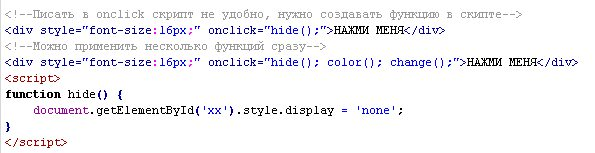 <!--Писать в onclick скрипт не удобно, нужно создавать функцию в скипте-->
<div style="font-size:16px;" onclick="hide();">НАЖМИ МЕНЯ</div>
<!--Можно применить несколько функций сразу-->
<div style="font-size:16px;" onclick="hide(); color(); change();">НАЖМИ МЕНЯ</div>
<script>
function hide() {
    document.getElementById('xx').style.display = 'none';
}
</script>